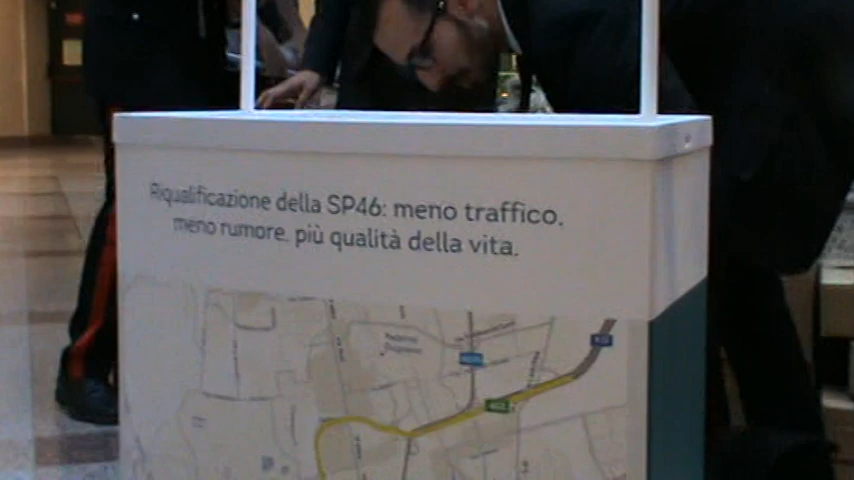 Riqualificazione della SP46: meno traffico,
meno rumore, più qualità della vita.